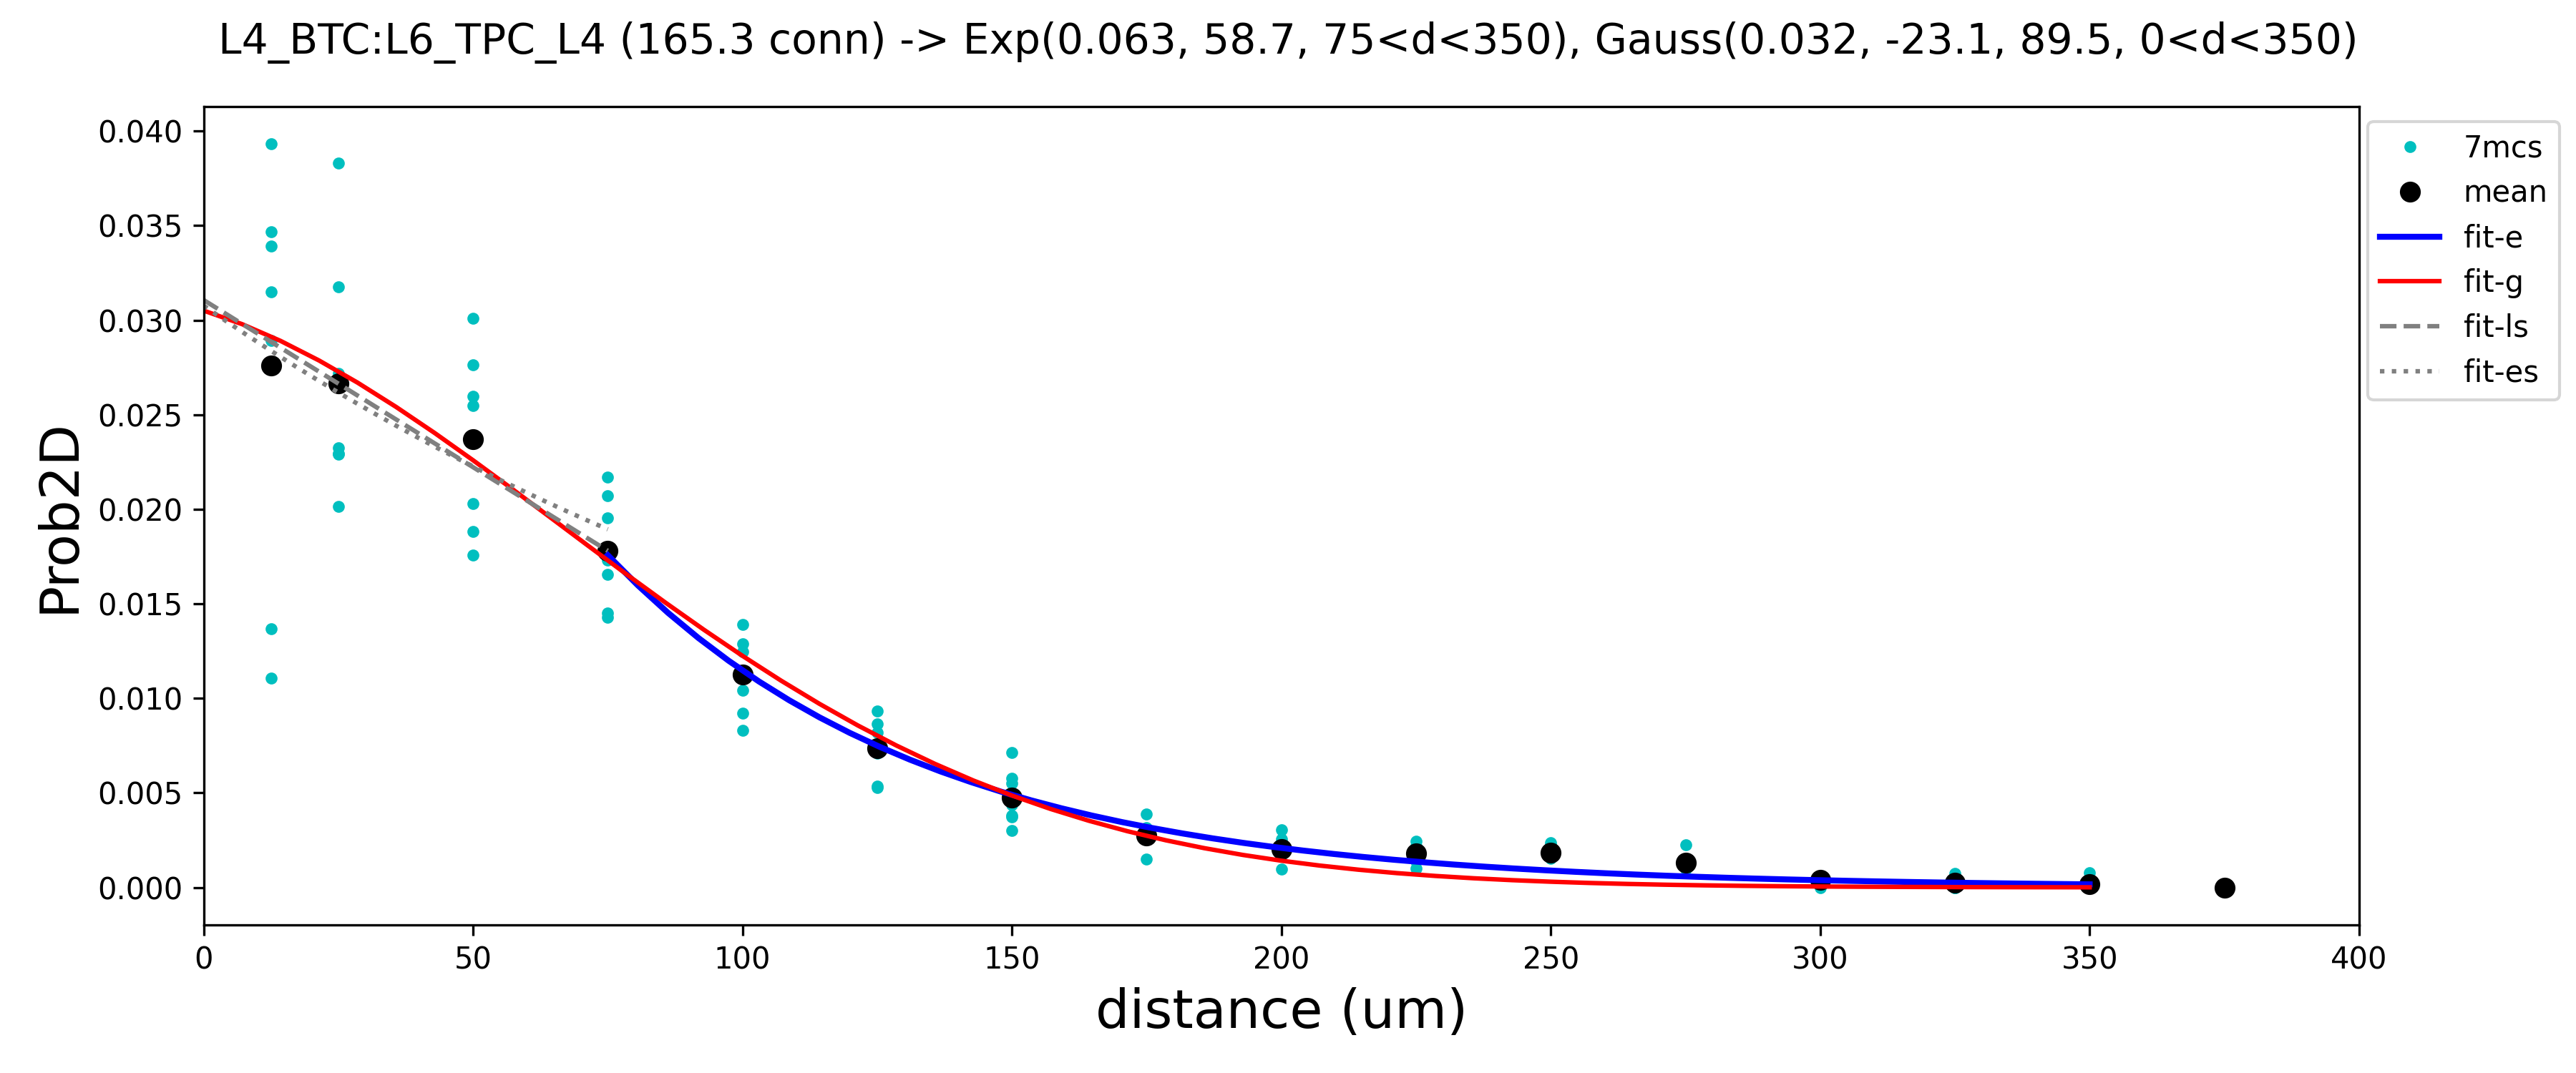 L4_BTC:L6_TPC_L4 (165.3 conn) -> Exp(0.063, 58.7, 75<d<350), Gauss(0.032, -23.1, 89.5, 0<d<350)
0.040
0.035
0.030
0.025
0.020
0.015
0.010
0.005
0.000
Prob2D
0 50 100 150 200 250 300 350 400
distance (um)
7mcs
mean
fit-e
fit-g
fit-ls
fit-es